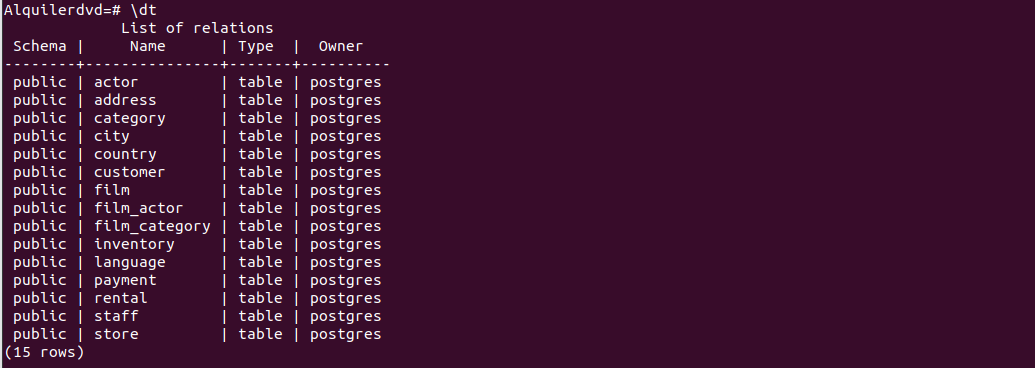 Alquilerdvd=# \dt
             List of relations
 Schema |     Name      | Type  |  Owner
--------+---------------+-------+----------
 public | actor         | table | postgres
 public | address       | table | postgres
 public | category      | table | postgres
 public | city          | table | postgres
 public | country       | table | postgres
 public | customer      | table | postgres
 public | film          | table | postgres
 public | film_actor    | table | postgres
 public | film_category | table | postgres
 public | inventory     | table | postgres
 public | language      | table | postgres
 public | payment       | table | postgres
 public | rental        | table | postgres
 public | staff         | table | postgres
 public | store         | table | postgres
(15 rows)